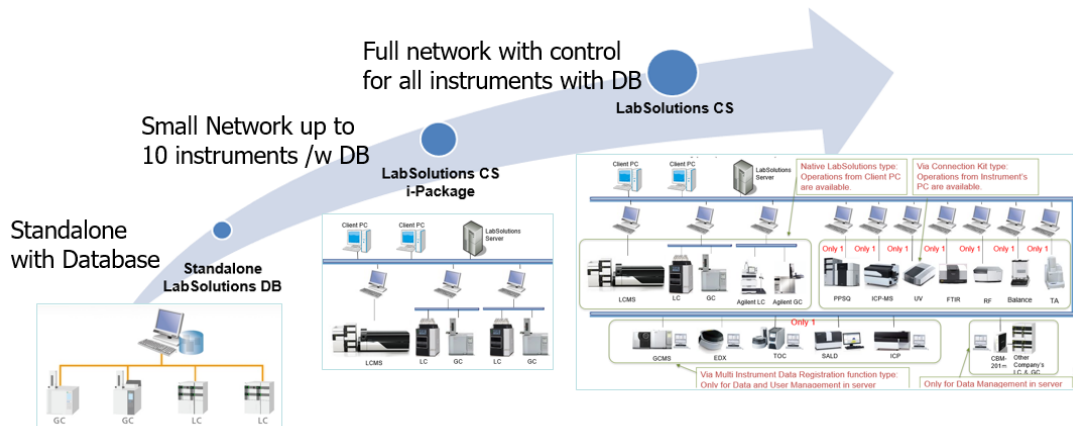 Full network with control
for all instruments with DB
LabSolutions CS
Small Network up to
10 instruments /w DB
LabSolutions CS
i-Package
Standalone
with Database
Standalone
LabSolutions DB
GC
GC
LC
LC
Client PC
Client PC
LabSolutions
Server
LCMS
LC
GC
LC
GC
Client PC
Client PC
LabSolutions
Server
Native LabSolutions type:
Operations from Client PC
are available.
Via Connection Kit type:
Operations from Instrument's
PC are available.
LCMS
LC
GC
Agilent LC
Agilent GC
Only 1
Only 1
Only 1
Only 1
Only 1
Only 1
Only 1
PPSQ
ICP-MS
UV
FTIR
RF
Balance
TA
Only 1
GCMS
EDX
TOC
SALD
ICP
CBM-
201m
Other
Company's
LC & GC
Via Multi Instrument Data Registration function type:
Only for Data and User Management in server
Only for Data Management in server